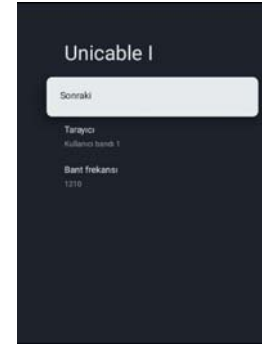 Unicable I
Sonraki
Tarayıcı
Kullanıcı bandı 1
Bant frekansı
1210